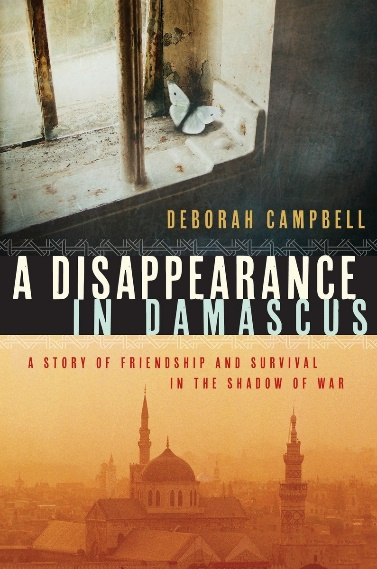 DEBORAH CAMPBELL
A DISAPPEARANCE
IN DAMASCUS
A STORY OF FRIENDSHIP AND SURVIVAL
IN THE SHADOW OF WAR